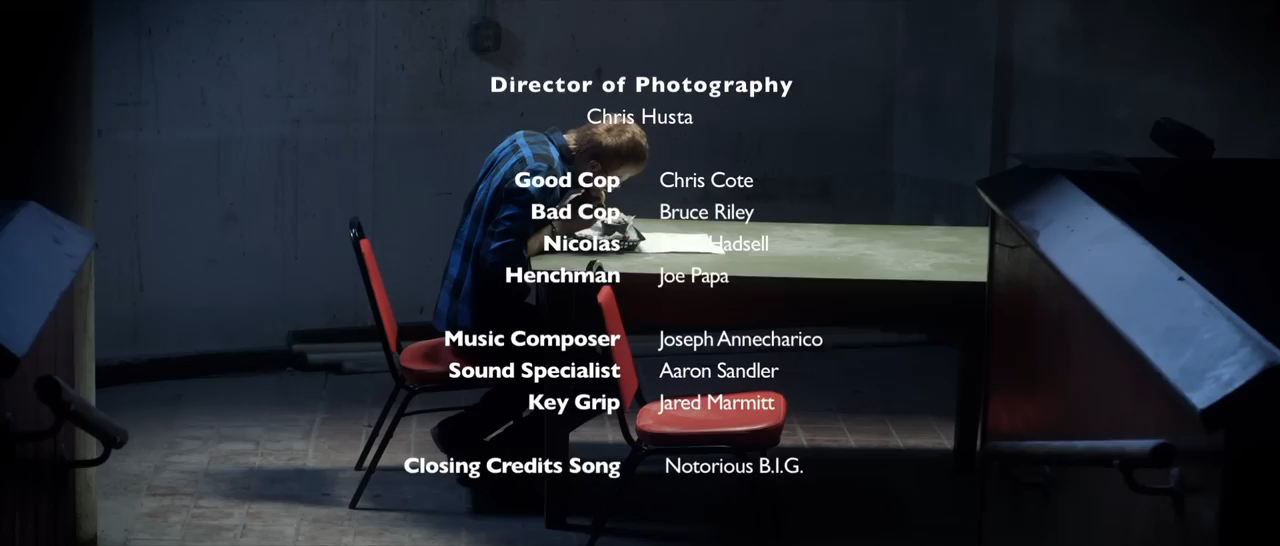 Director of Photography
Chris Husta
Good Cop Chris Cote
Bad Cop Bruce Riley
Nicolas Hadsell
Henchman Joe Papa
Music Composer Joseph Annecharico
Sound Specialist Aaron Sandler
Key Grip Jared Marmitt
Closing Credits Song Notorious B.I.G.